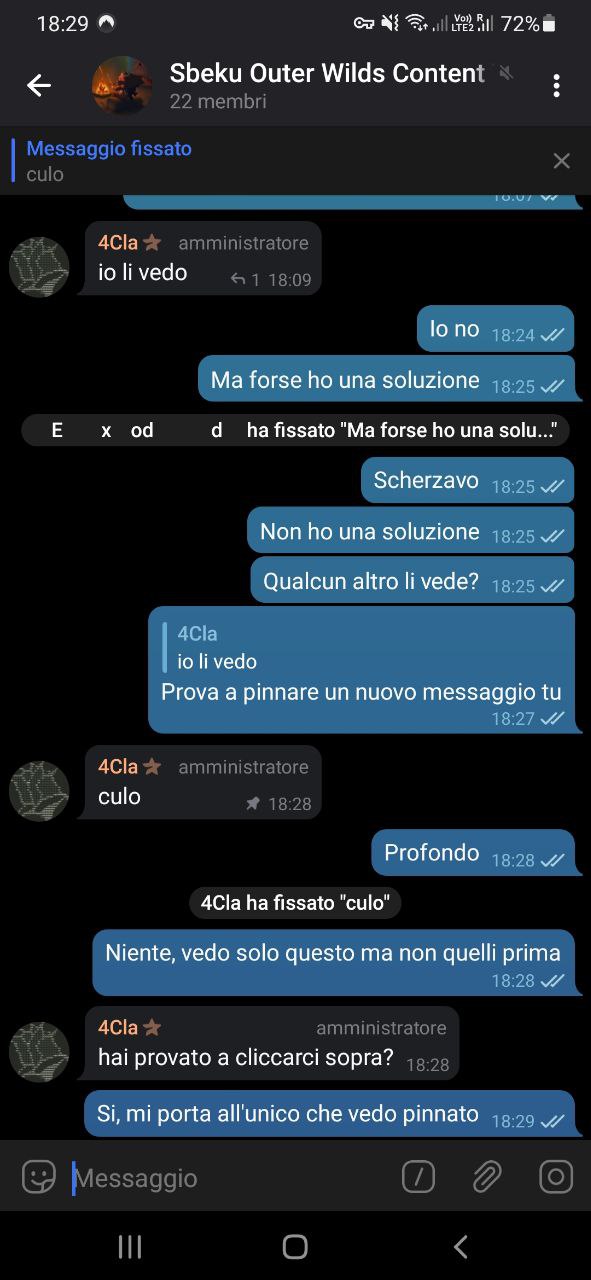 18:29 Vo)) R 72%
LTE2
Sbeku Outer Wilds Content
22 membri
Messaggio fissato
culo
18:07
4Cla amministratore
io li vedo 1 18:09
Io no 18:24
Ma forse ho una soluzione 18:25
E x od d ha fissato "Ma forse ho una solu..."
Scherzavo 18:25
Non ho una soluzione 18:25
Qualcun altro li vede? 18:25
4Cla
io li vedo
Prova a pinnare un nuovo messaggio tu
18:27
4Cla amministratore
culo 18:28
Profondo 18:28
4Cla ha fissato "culo"
Niente, vedo solo questo ma non quelli prima
18:28
4Cla amministratore
hai provato a cliccarci sopra? 18:28
Si, mi porta all'unico che vedo pinnato 18:29
Messaggio